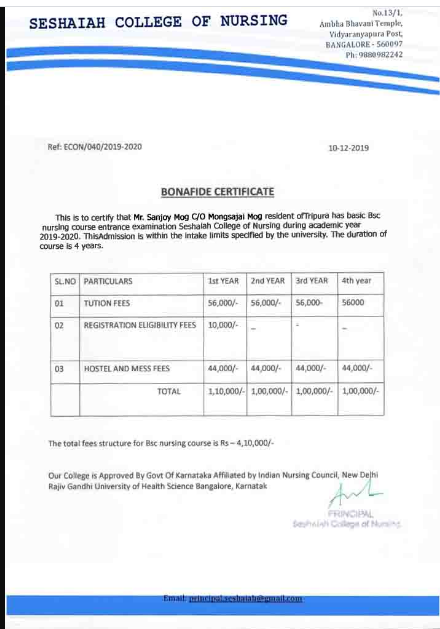 SESHAIAH COLLEGE OF NURSING
No.13/1,
Ambha Bhavani Temple,
Vidyaranyapura Post,
BANGALORE - 560097
Ph: 9880982242
Ref: ECON/040/2019-2020
10-12-2019
BONAFIDE CERTIFICATE
This is to certify that Mr. Sanjoy Mog C/O Mongsajai Mog resident ofTripura has basic Bsc
nursing course entrance examination Seshaiah College of Nursing during academic year
2019-2020. ThisAdmission is within the intake limits specified by the university. The duration of
course is 4 years.
SL.NO PARTICULARS 1st YEAR 2nd YEAR 3rd YEAR 4th year
01 TUTION FEES 56,000/- 56,000/- 56,000- 56000
02 REGISTRATION ELIGIBILITY FEES 10,000/- _ - _
03 HOSTEL AND MESS FEES 44,000/- 44,000/- 44,000/- 44,000/-
TOTAL 1,10,000/- 1,00,000/- 1,00,000/- 1,00,000/-
The total fees structure for Bsc nursing course is Rs – 4,10,000/-
Our College is Approved By Govt Of Karnataka Affiliated by Indian Nursing Council, New Delhi
Rajiv Gandhi University of Health Science Bangalore, Karnatak
PRINCIPAL
Seshaiah College of Nursing
Email: principal.seshaiah@gmail.com